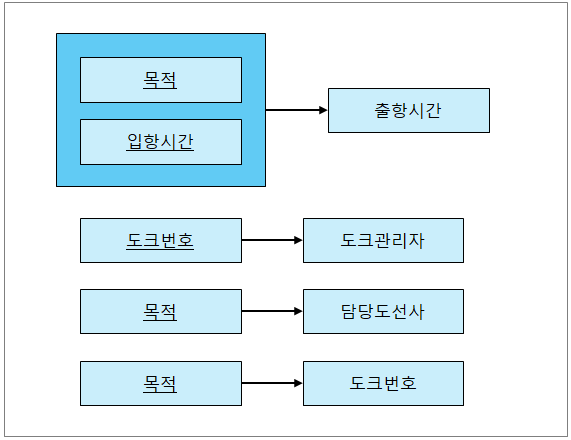 목적
입항시간
출항시간
도크번호
도크관리자
목적
담당도선사
목적
도크번호